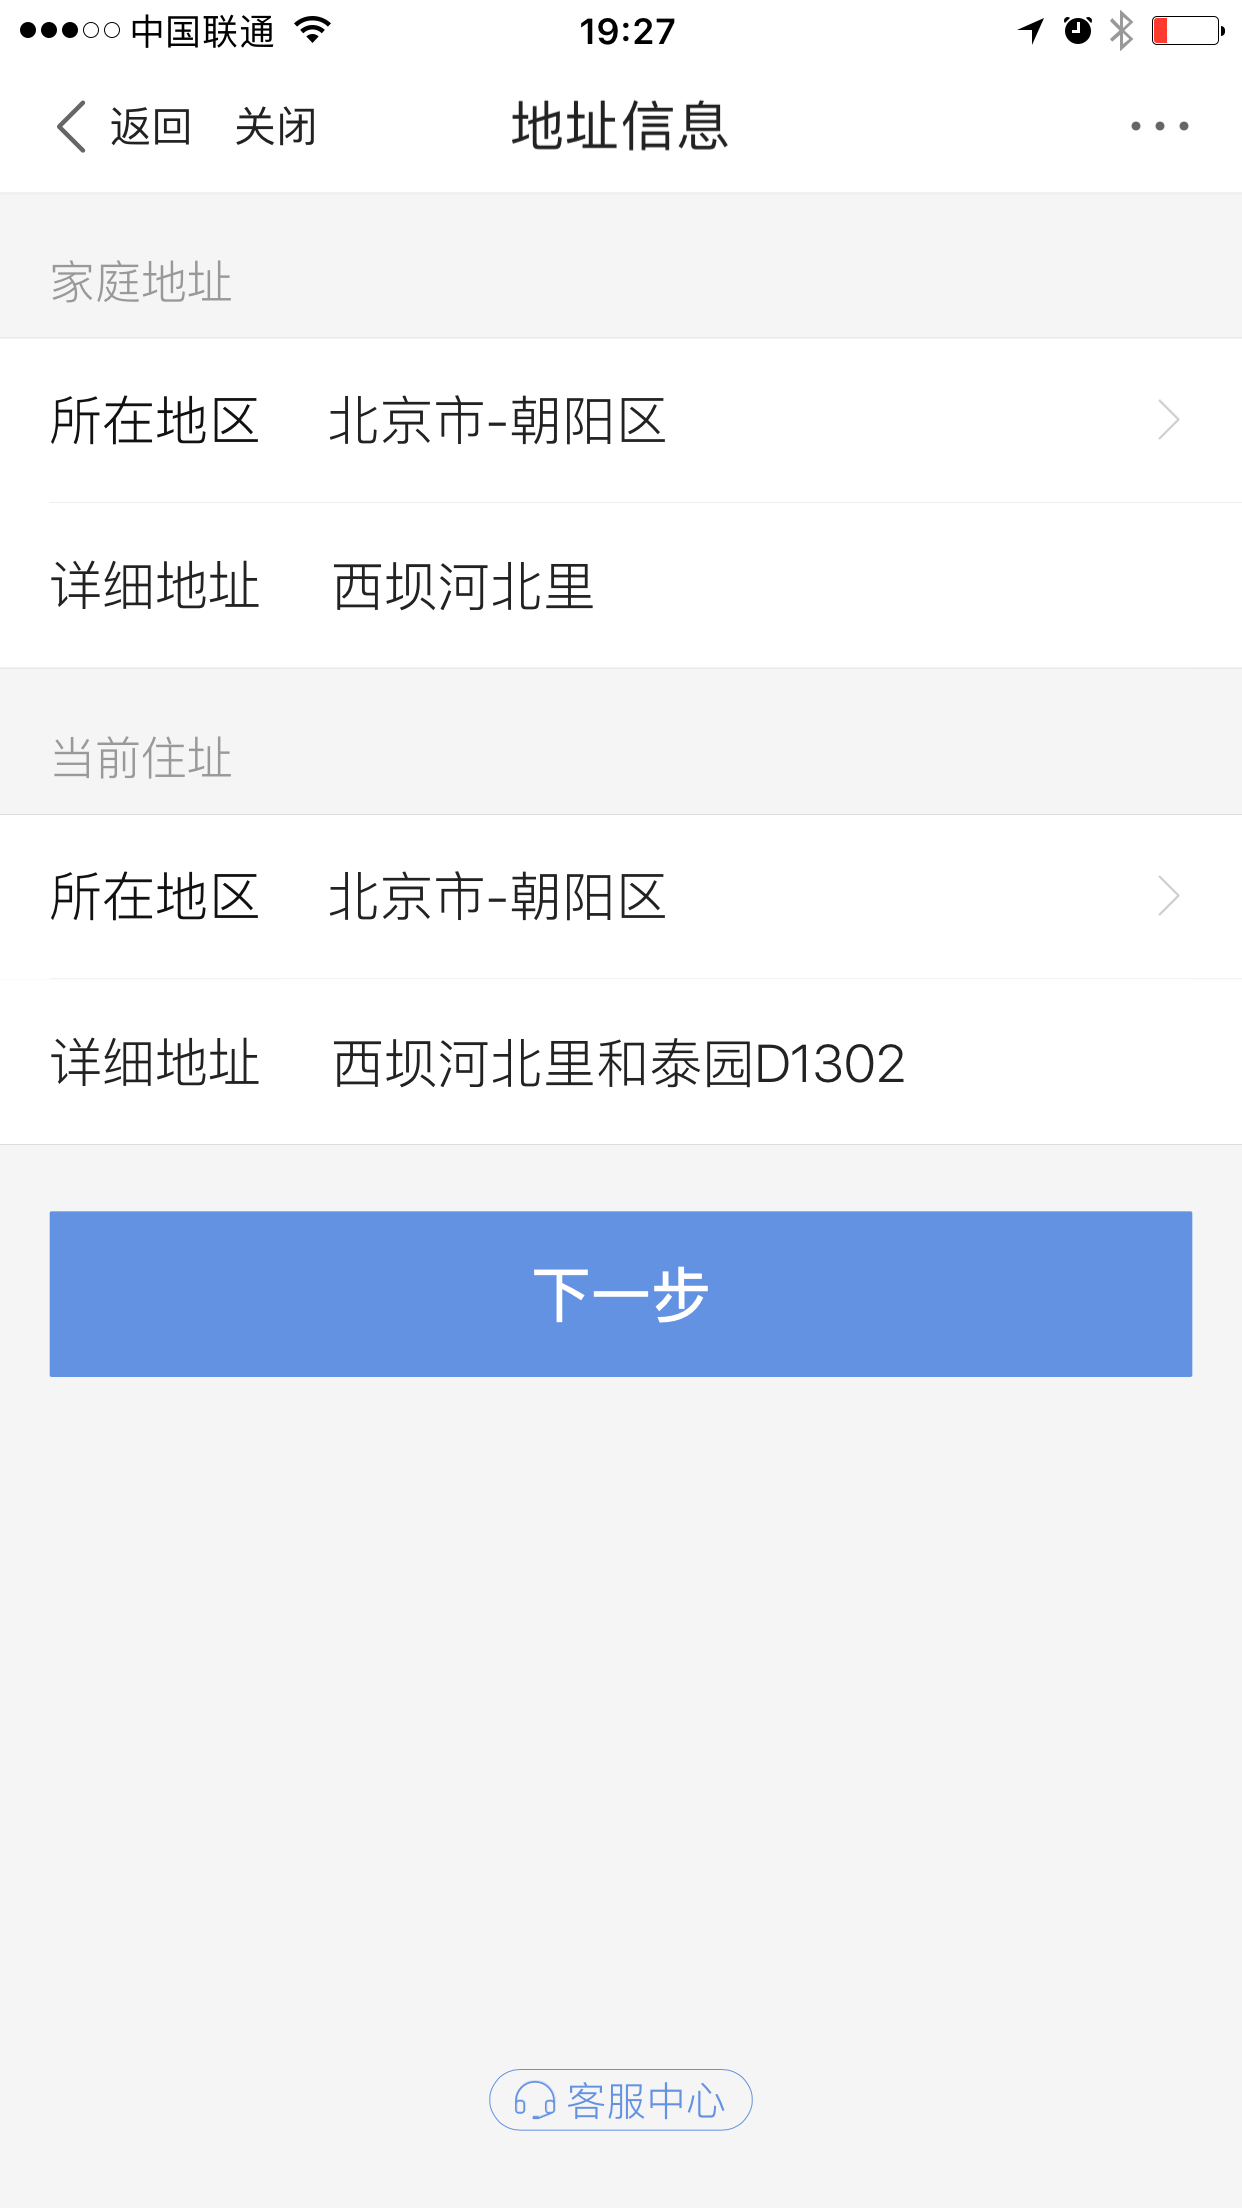 中国联通 19:27
返回 关闭 地址信息
家庭地址
所在地区 北京市-朝阳区
详细地址 西坝河北里
当前住址
所在地区 北京市-朝阳区
详细地址 西坝河北里和泰园D1302
下一步
客服中心